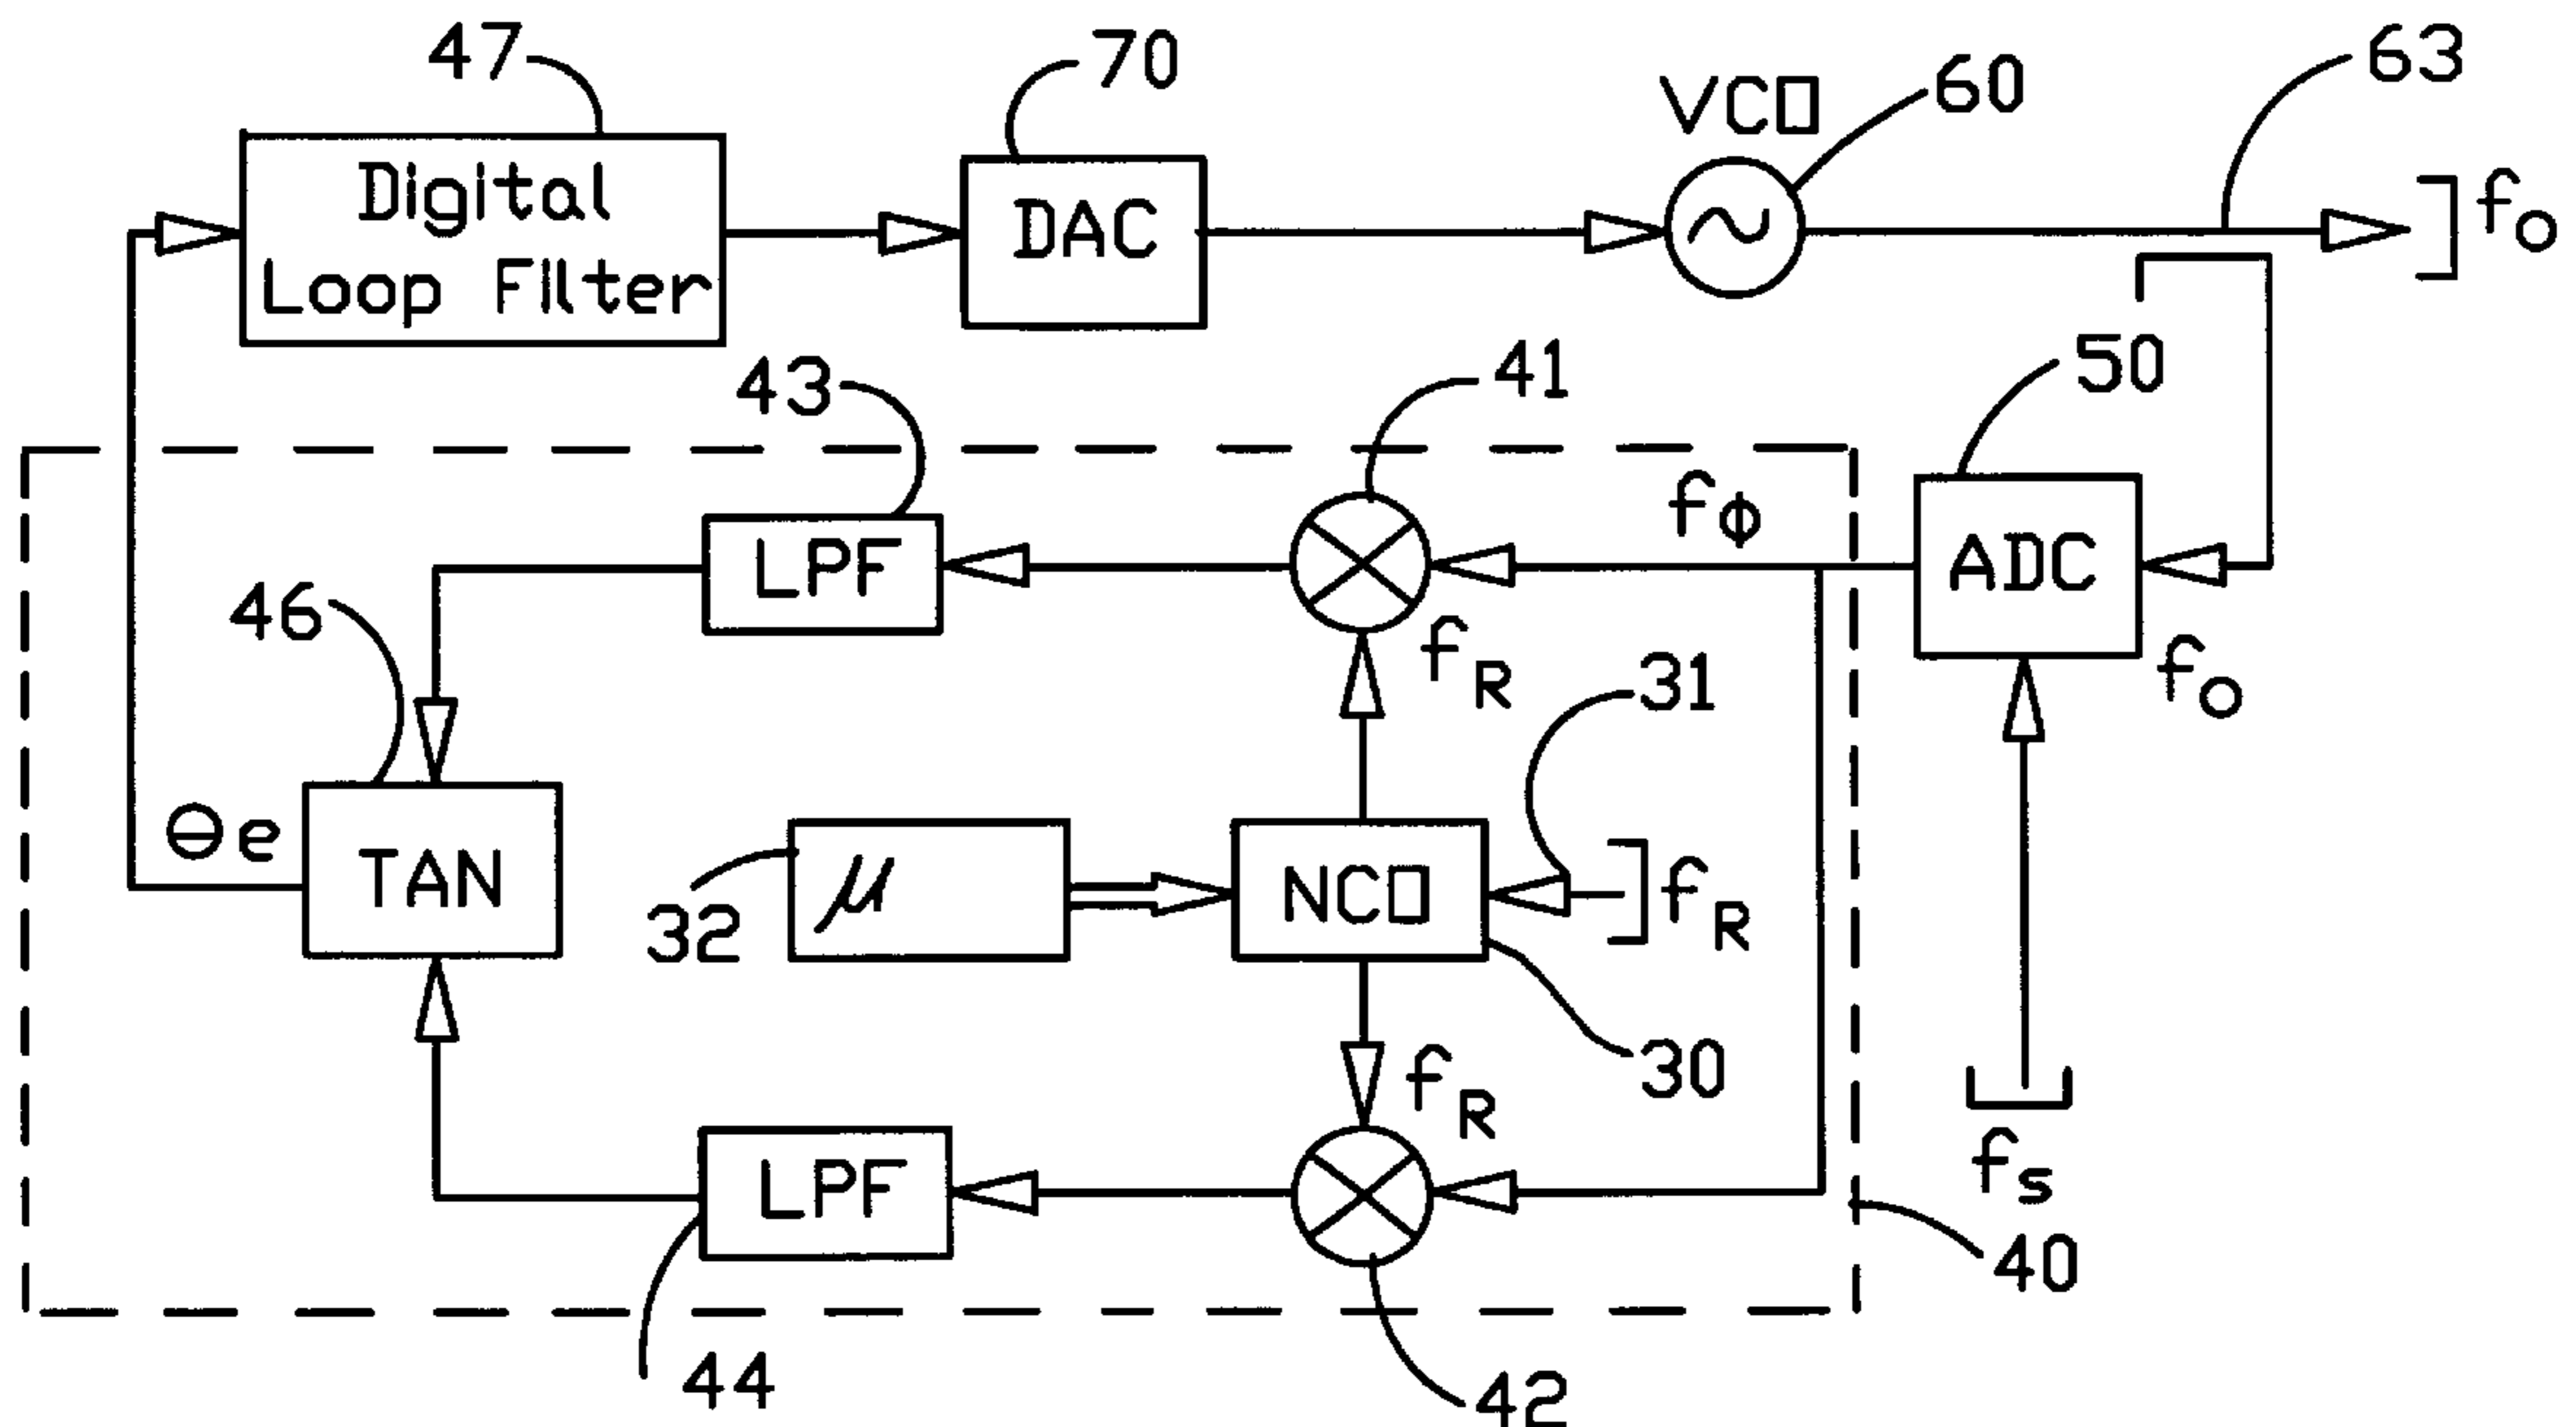 47
70
VCO
60
63
Digital
Loop Filter
DAC
fO
43
41
50
LPF
fΦ
ADC
46
fR
31
fO
Θe
TAN
32
μ
NCO
fR
30
fR
fS
LPF
40
44
42